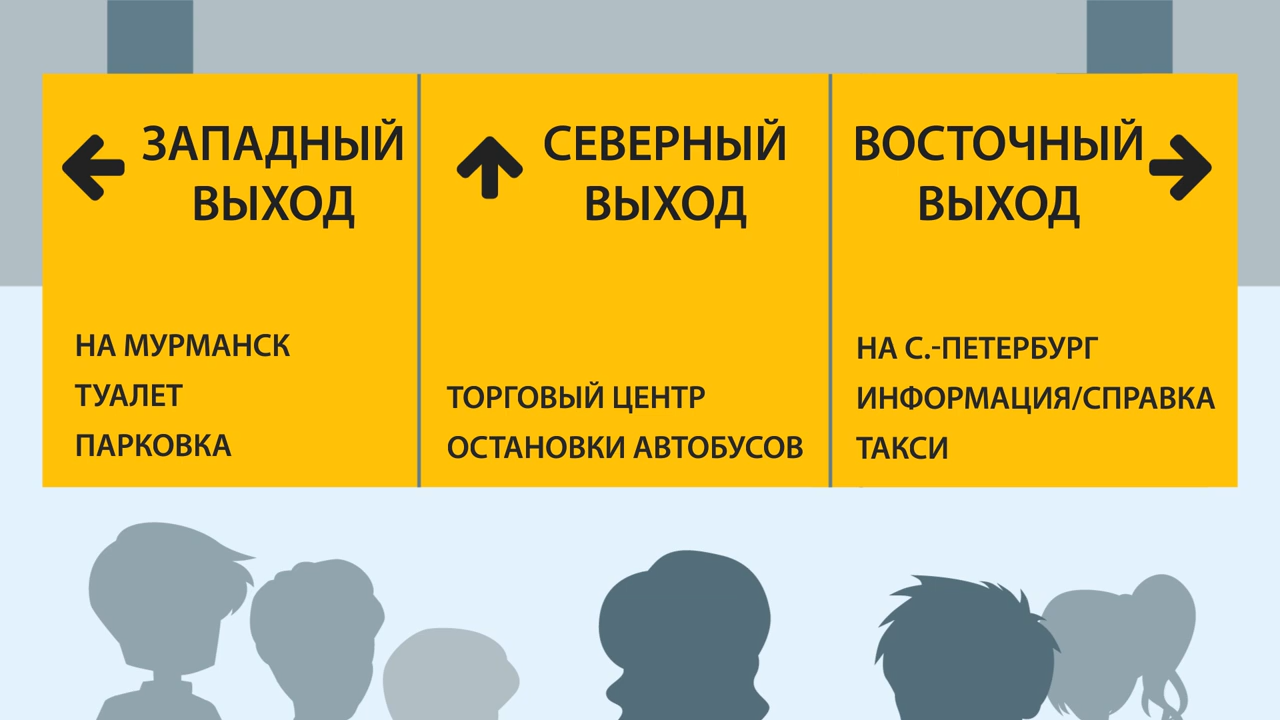 ЗАПАДНЫЙ
ВЫХОД
НА МУРМАНСК
ТУАЛЕТ
ПАРКОВКА
СЕВЕРНЫЙ
ВЫХОД
ТОРГОВЫЙ ЦЕНТР
ОСТАНОВКИ АВТОБУСОВ
ВОСТОЧНЫЙ
ВЫХОД
НА С.-ПЕТЕРБУРГ
ИНФОРМАЦИЯ/СПРАВКА
ТАКСИ